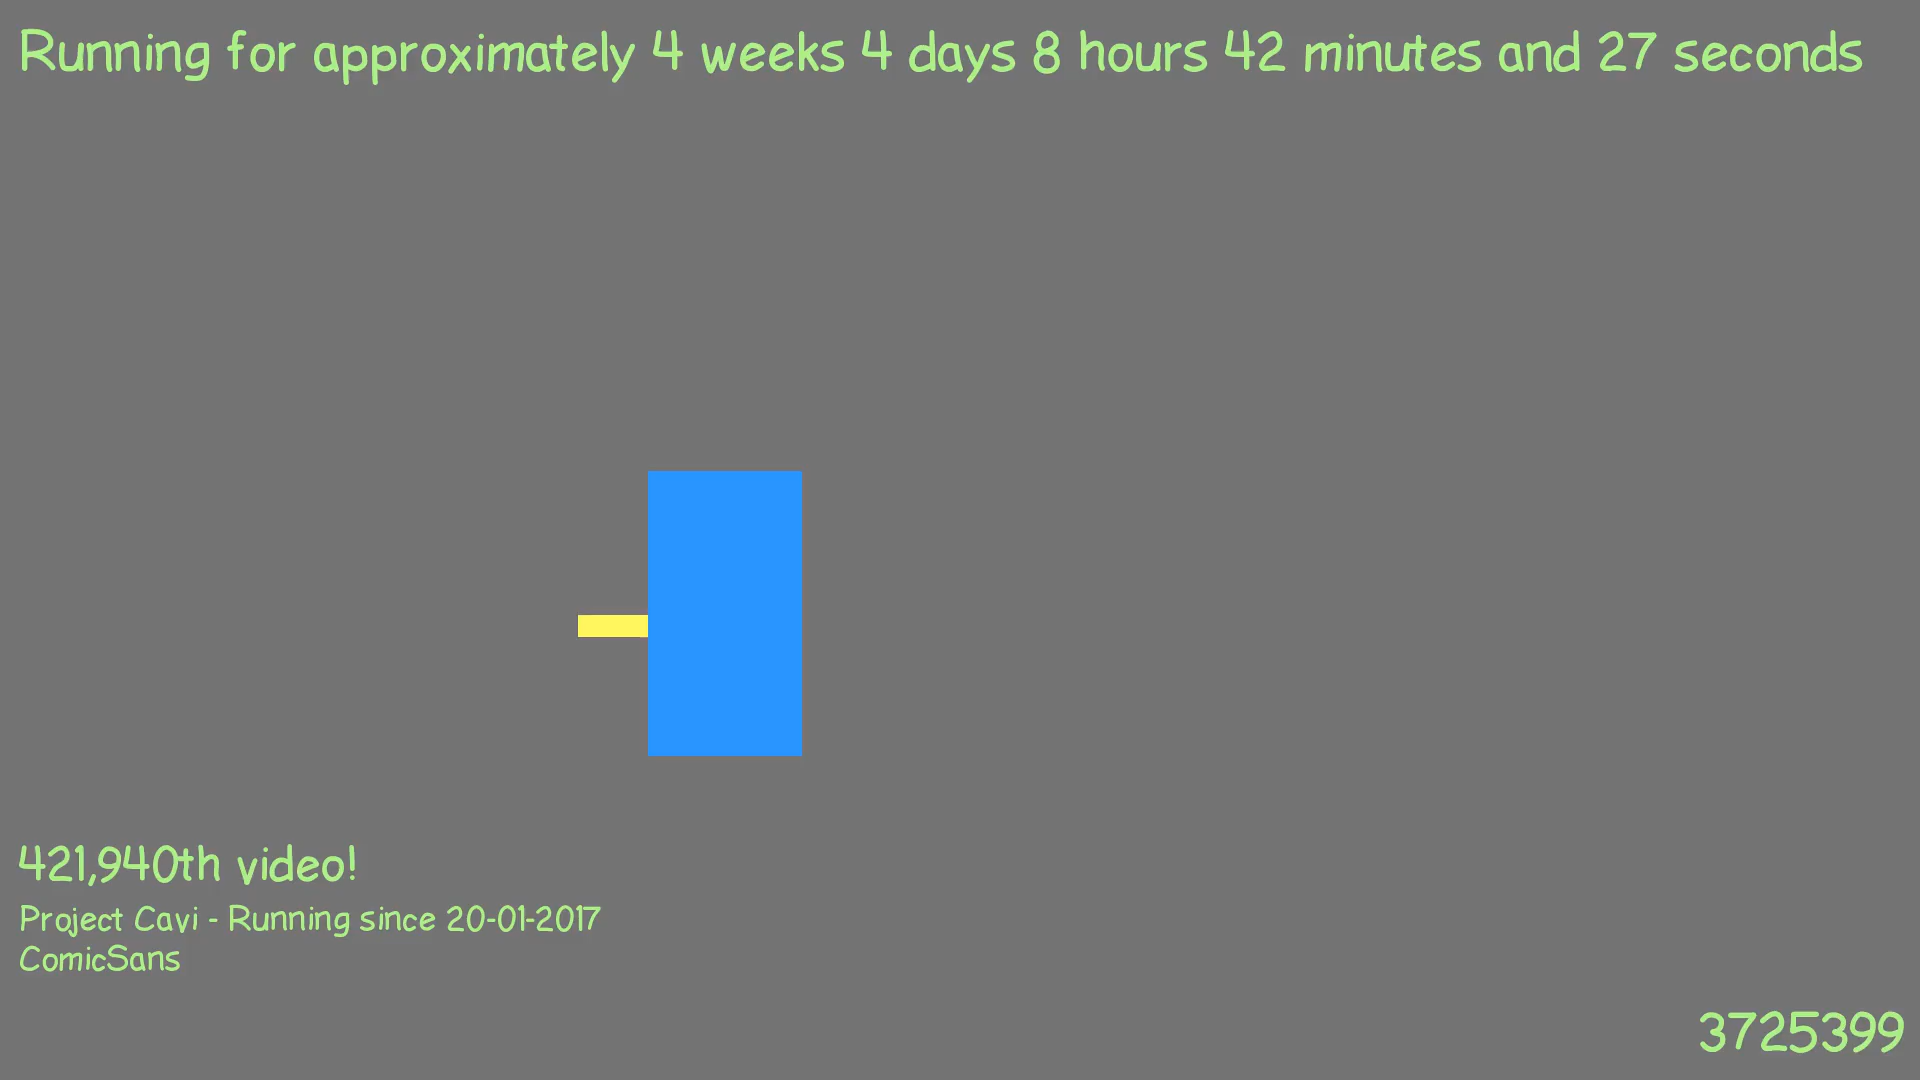 Running for approximately 4 weeks 4 days 8 hours 42 minutes and 27 seconds
421,940th video!
Project Cavi - Running since 20-01-2017
ComicSans
3725399